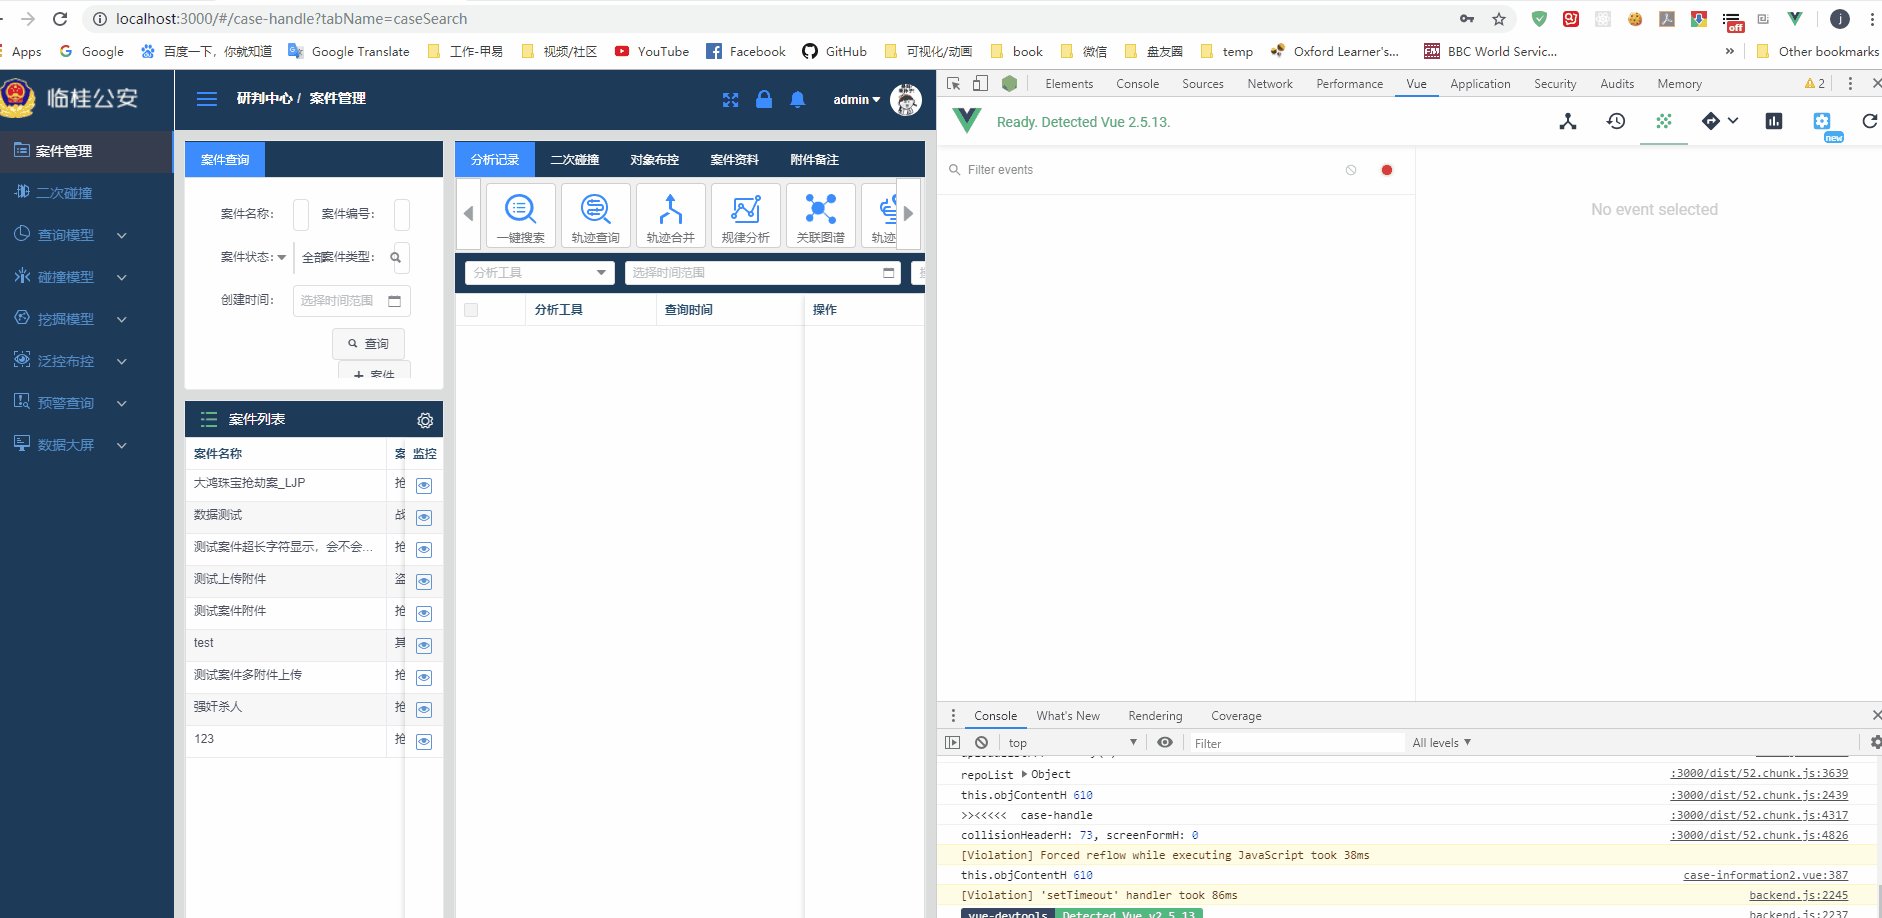 localhost:3000/#/case-handle?tabName=caseSearch
j
off
Apps
Google
百度一下，你就知道
Google Translate
工作-甲易
视频/社区
YouTube
Facebook
GitHub
可视化/动画
book
微信
盘友圈
temp
Oxford Learner's...
BBC World Servic...
»
Other bookmarks
临桂公安
研判中心 / 案件管理
admin
案件管理
二次碰撞
查询模型
碰撞模型
挖掘模型
泛控布控
预警查询
数据大屏
案件查询
案件名称：
案件编号：
案件状态：
全部
案件类型：
创建时间：
选择时间范围
查询
案件
案件列表
案件名称
案
监控
大鸿珠宝抢劫案_LJP
抢
数据测试
战
测试案件超长字符显示，会不会...
抢
测试上传附件
盗
测试案件附件
抢
test
其
测试案件多附件上传
抢
强奸杀人
抢
123
抢
分析记录
二次碰撞
对象布控
案件资料
附件备注
一键搜索
轨迹查询
轨迹合并
规律分析
关联图谱
轨迹
分析工具
选择时间范围
分析工具
查询时间
操作
Elements
Console
Sources
Network
Performance
Vue
Application
Security
Audits
Memory
2
Ready. Detected Vue 2.5.13.
new
Filter events
No event selected
Console
What's New
Rendering
Coverage
top
Filter
All levels
repoList ▶Object
:3000/dist/52.chunk.js:3639
this.objContentH 610
:3000/dist/52.chunk.js:2439
>><<<<< case-handle
:3000/dist/52.chunk.js:4317
collisionHeaderH: 73, screenFormH: 0
:3000/dist/52.chunk.js:4826
[Violation] Forced reflow while executing JavaScript took 38ms
this.objContentH 610
case-information2.vue:387
[Violation] 'setTimeout' handler took 86ms
backend.js:2245
vue-devtools Detected Vue v2.5.13
backend.js:2237